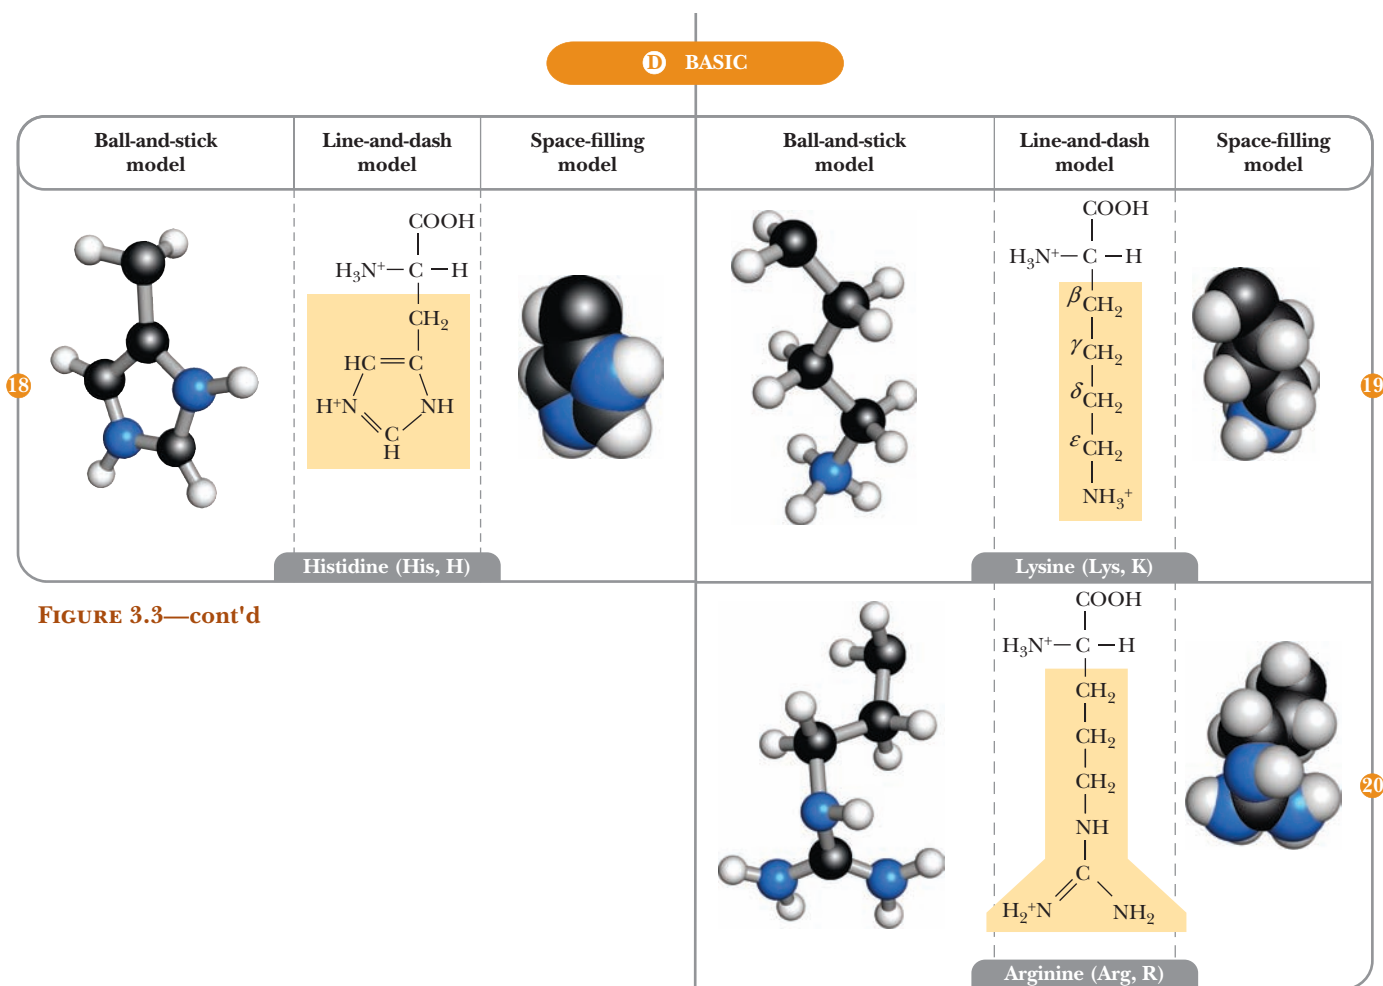 D BASIC
Ball-and-stick model
Line-and-dash model
Space-filling model
Ball-and-stick model
Line-and-dash model
Space-filling model
18
COOH
H₃N⁺—C—H
CH₂
HC=C
H⁺N
NH
C
H
Histidine (His, H)
19
COOH
H₃N⁺—C—H
βCH₂
γCH₂
δCH₂
εCH₂
NH₃⁺
Lysine (Lys, K)
FIGURE 3.3—cont'd
20
COOH
H₃N⁺—C—H
CH₂
CH₂
CH₂
NH
C
H₂⁺N
NH₂
Arginine (Arg, R)